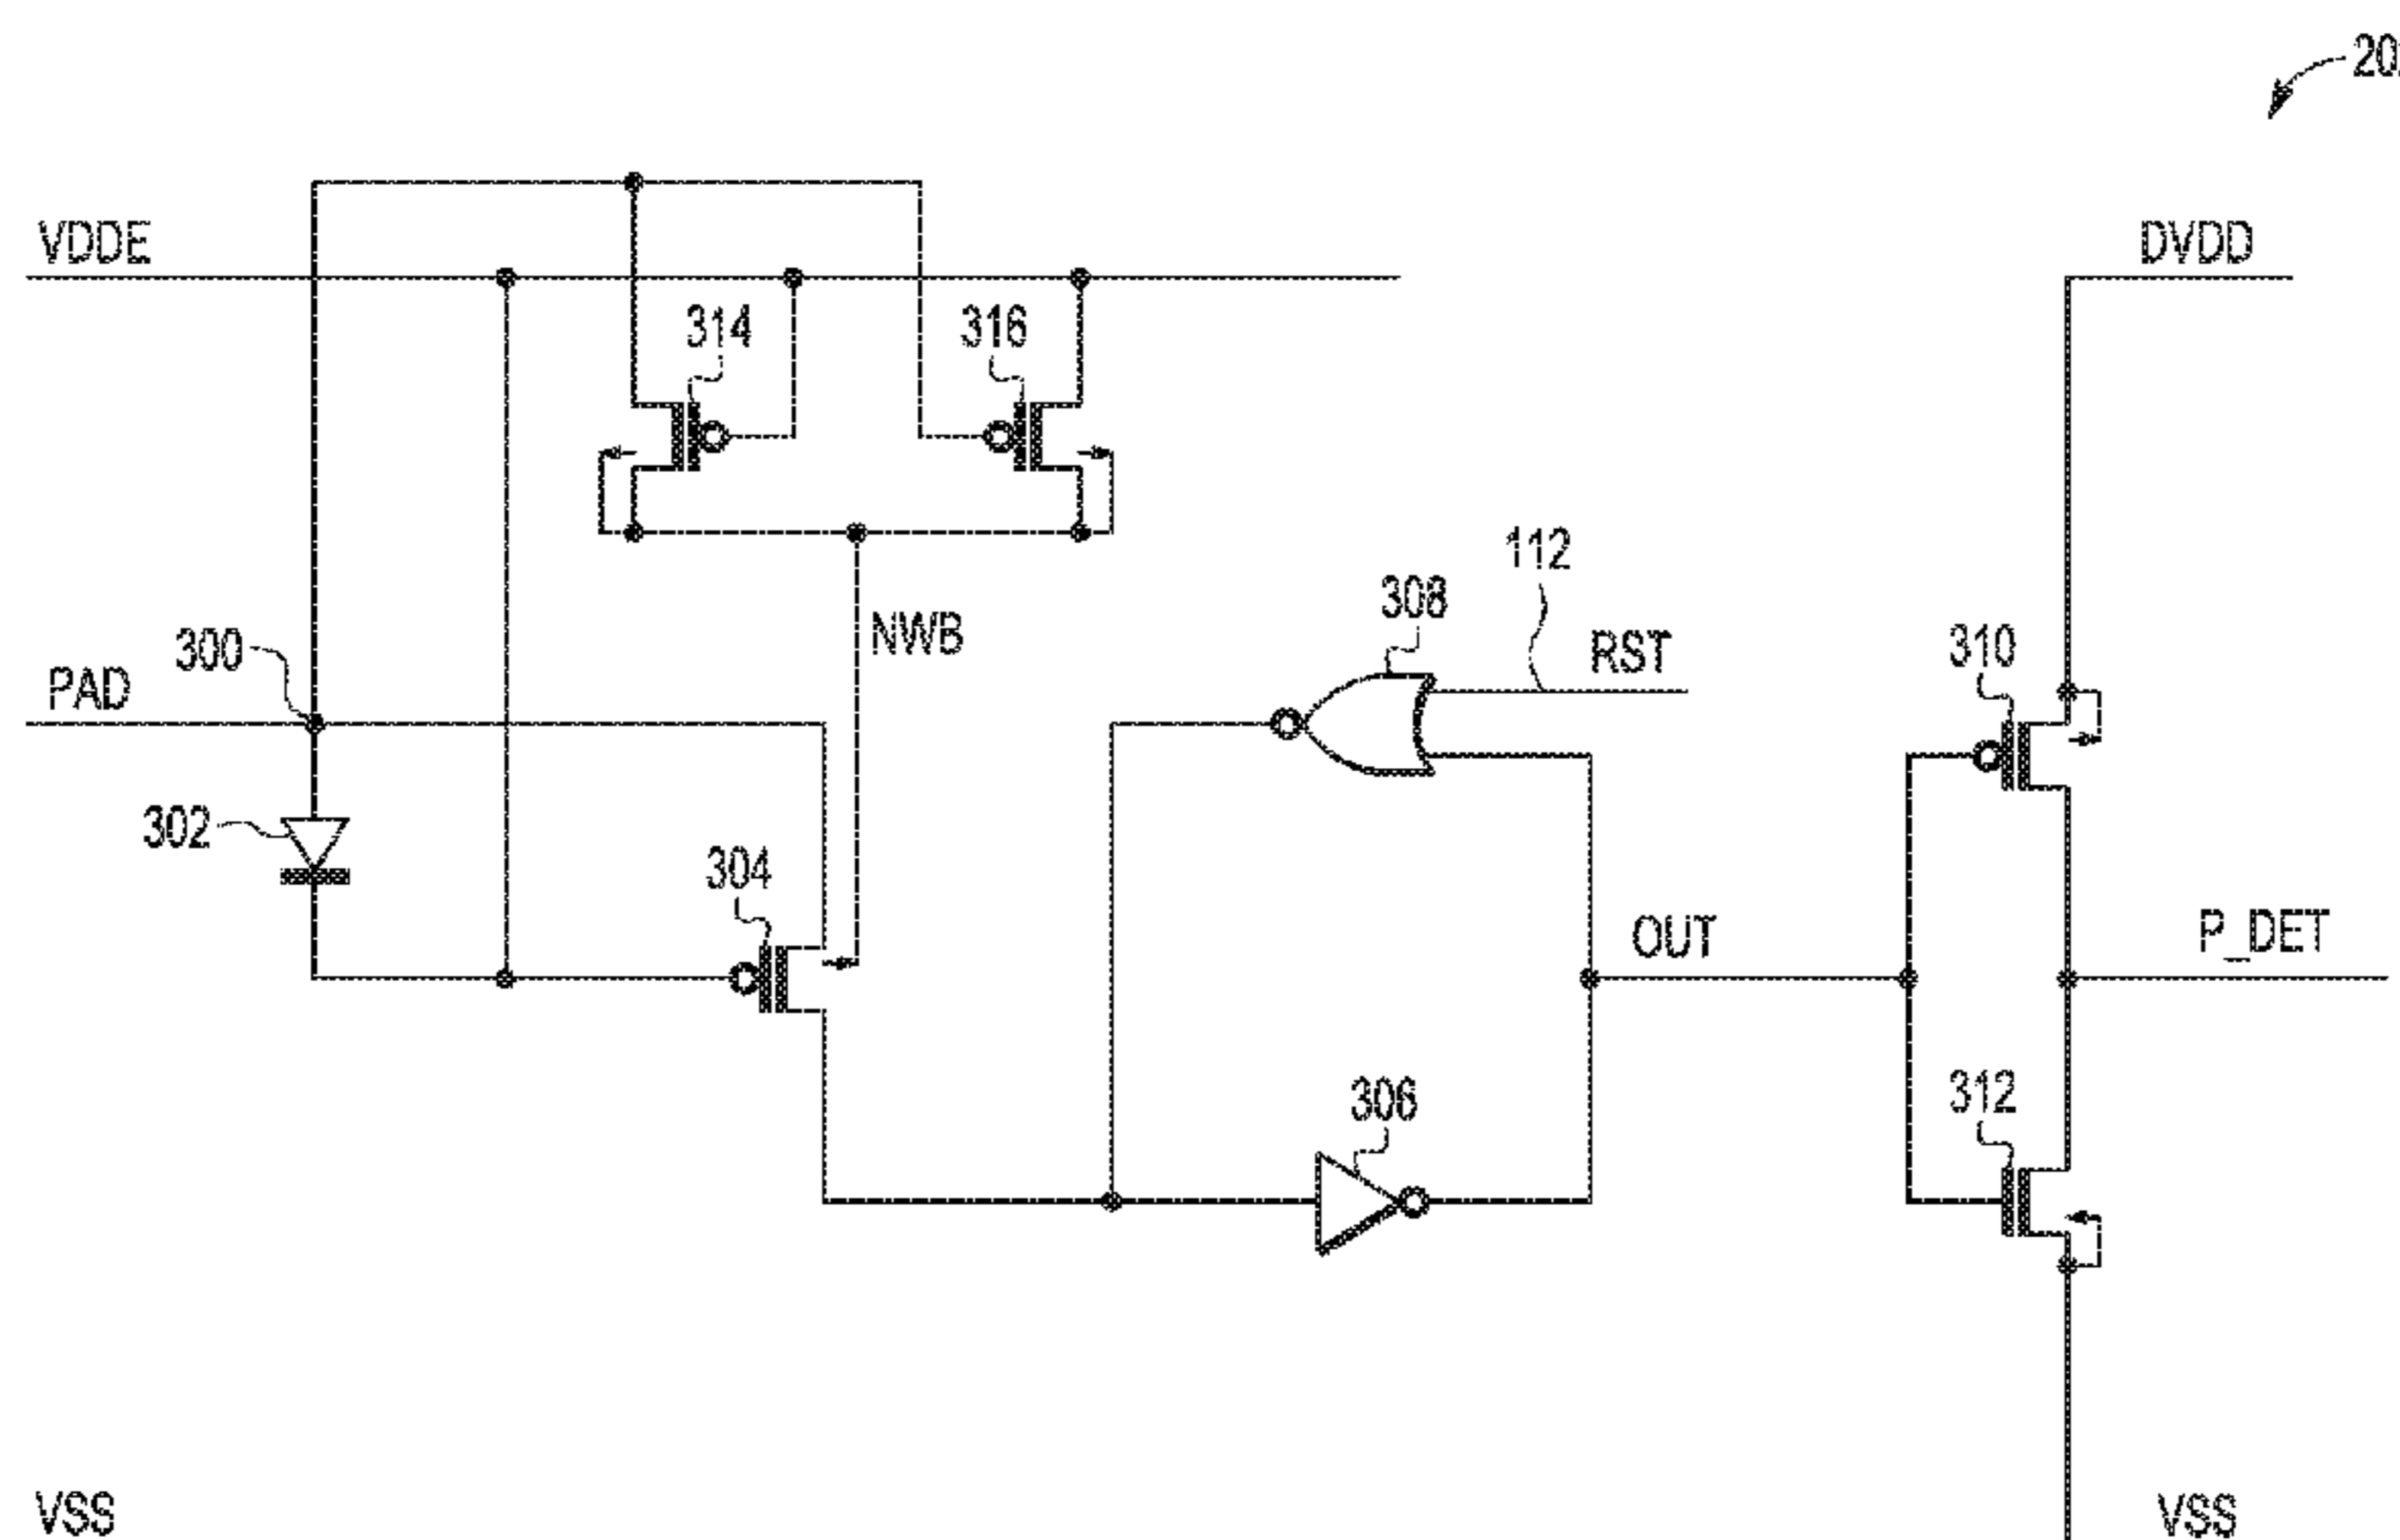 VDDE
314
316
DVDD
112
308
RST
310
300
PAD
NWB
302
304
OUT
P_DET
306
312
VSS
VSS